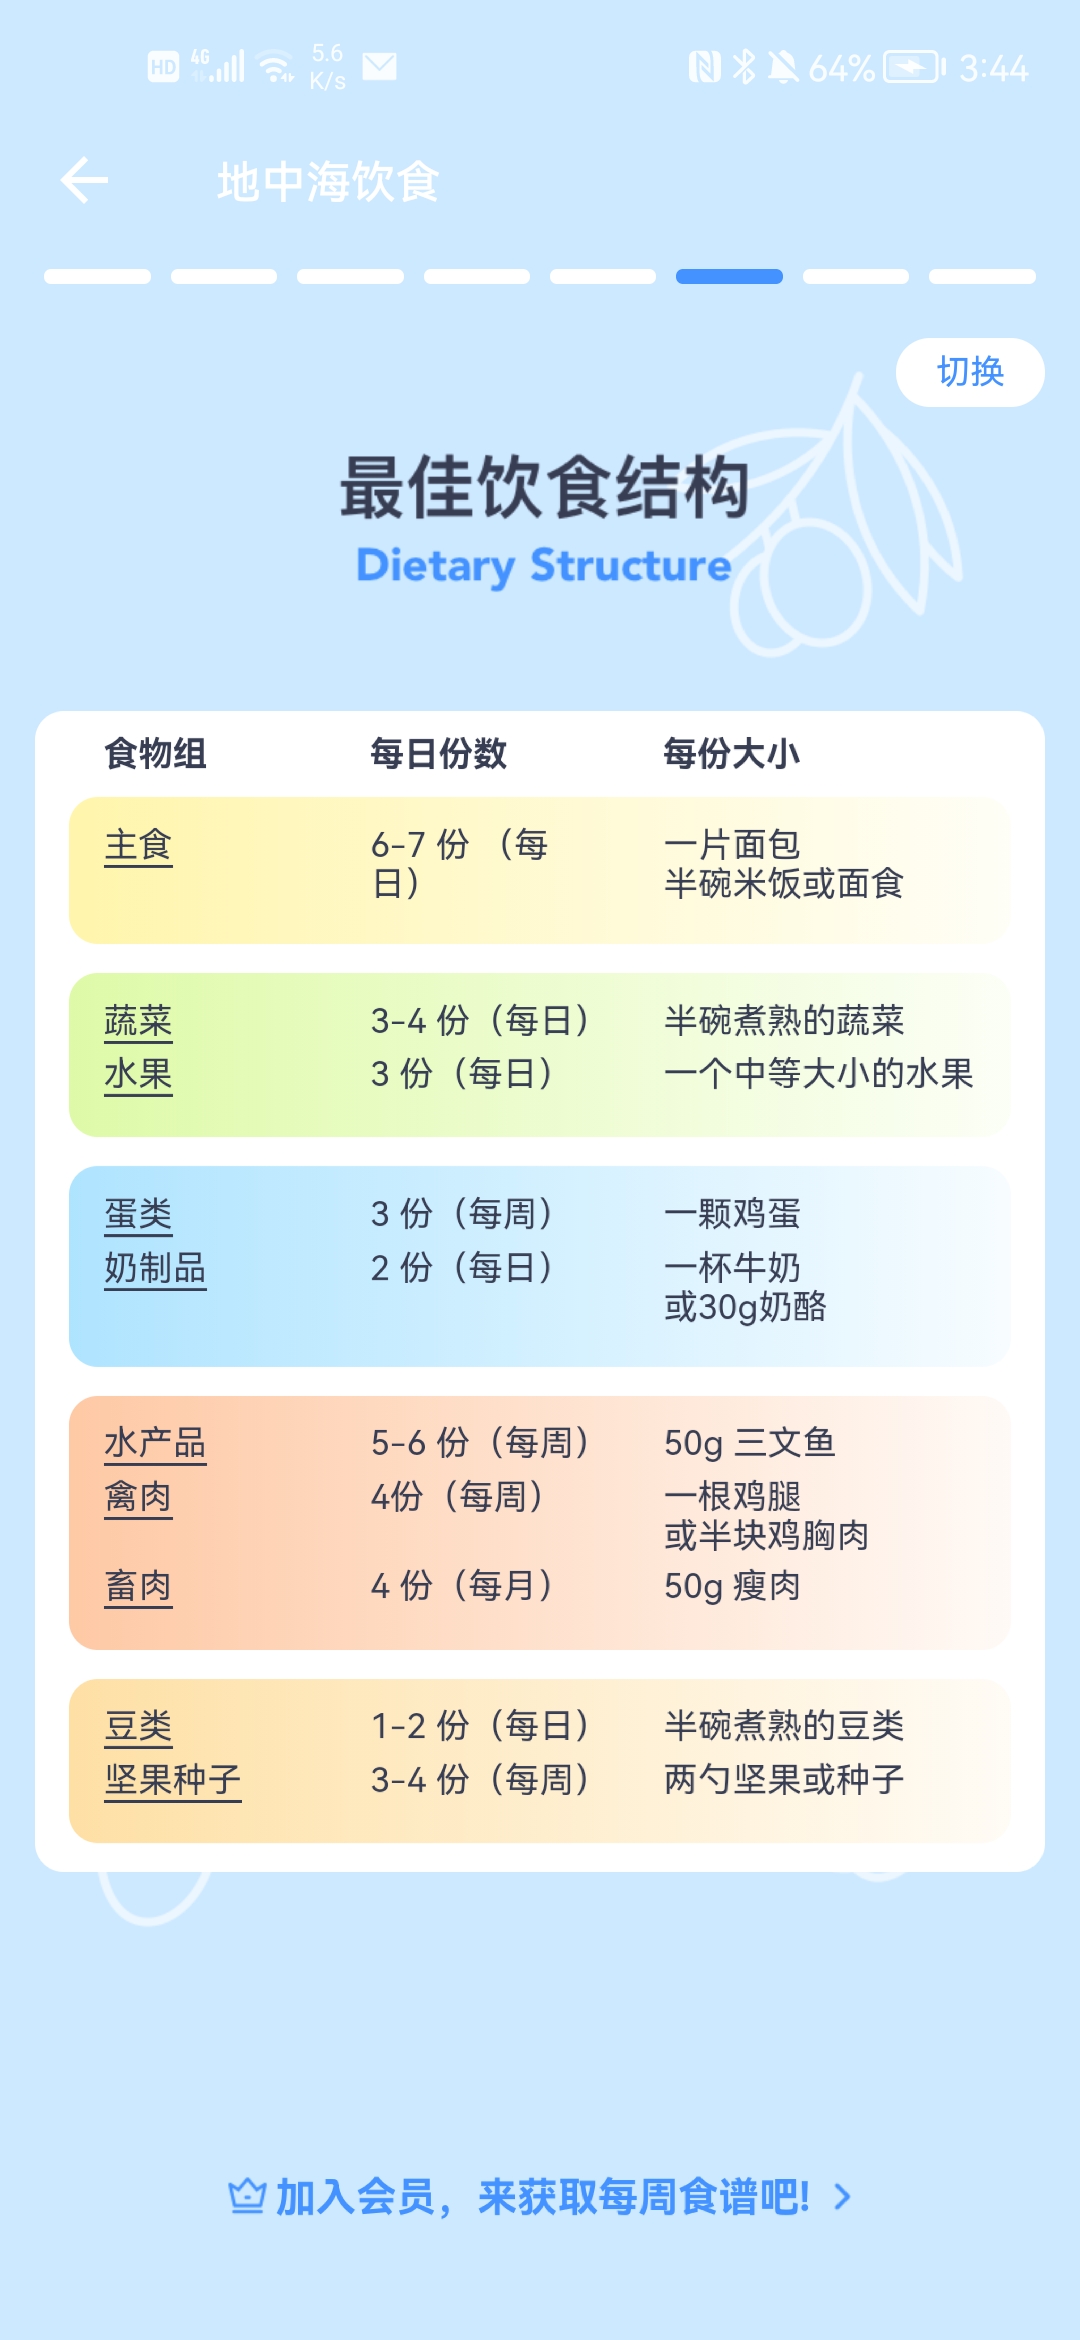 HD 4G 5.6 K/s 64% 3:44
地中海饮食
切换
最佳饮食结构
Dietary Structure
食物组 每日份数 每份大小
主食 6-7 份 （每日） 一片面包
半碗米饭或面食
蔬菜 3-4 份（每日） 半碗煮熟的蔬菜
水果 3 份（每日） 一个中等大小的水果
蛋类 3 份（每周） 一颗鸡蛋
奶制品 2 份（每日） 一杯牛奶
或30g奶酪
水产品 5-6 份（每周） 50g 三文鱼
禽肉 4份（每周） 一根鸡腿
或半块鸡胸肉
畜肉 4 份（每月） 50g 瘦肉
豆类 1-2 份（每日） 半碗煮熟的豆类
坚果种子 3-4 份（每周） 两勺坚果或种子
加入会员，来获取每周食谱吧!